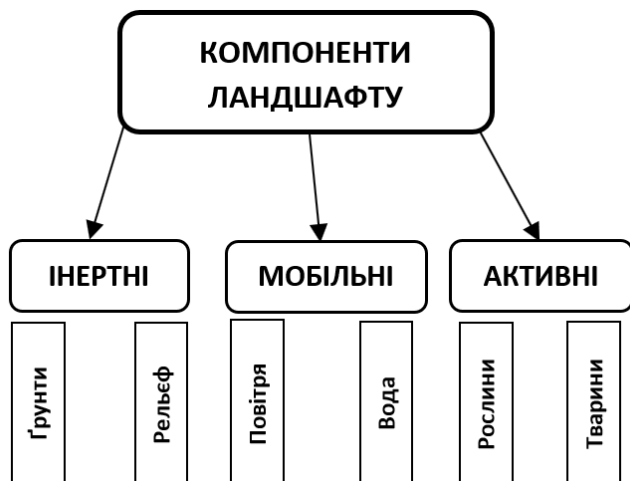 КОМПОНЕНТИ
ЛАНДШАФТУ
ІНЕРТНІ
МОБІЛЬНІ
АКТИВНІ
Ґрунти
Рельєф
Повітря
Вода
Рослини
Тварини